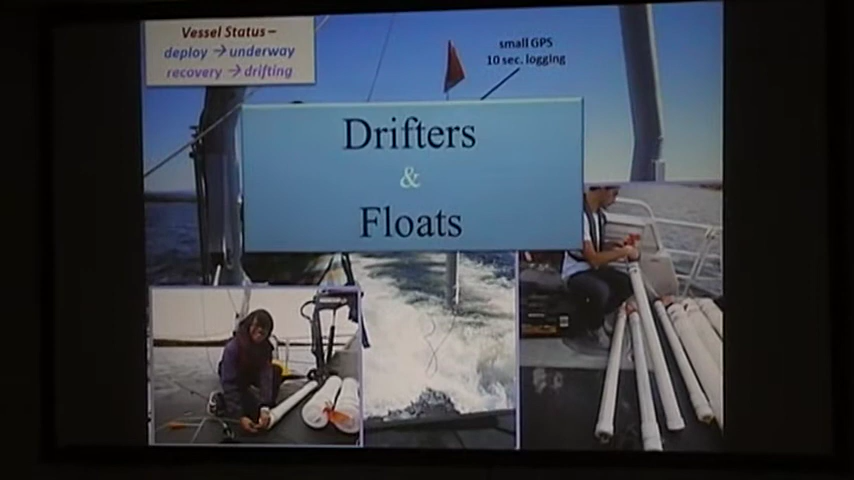 Vessel Status –
deploy → underway
recovery → drifting
small GPS
10 sec. logging
Drifters
&
Floats